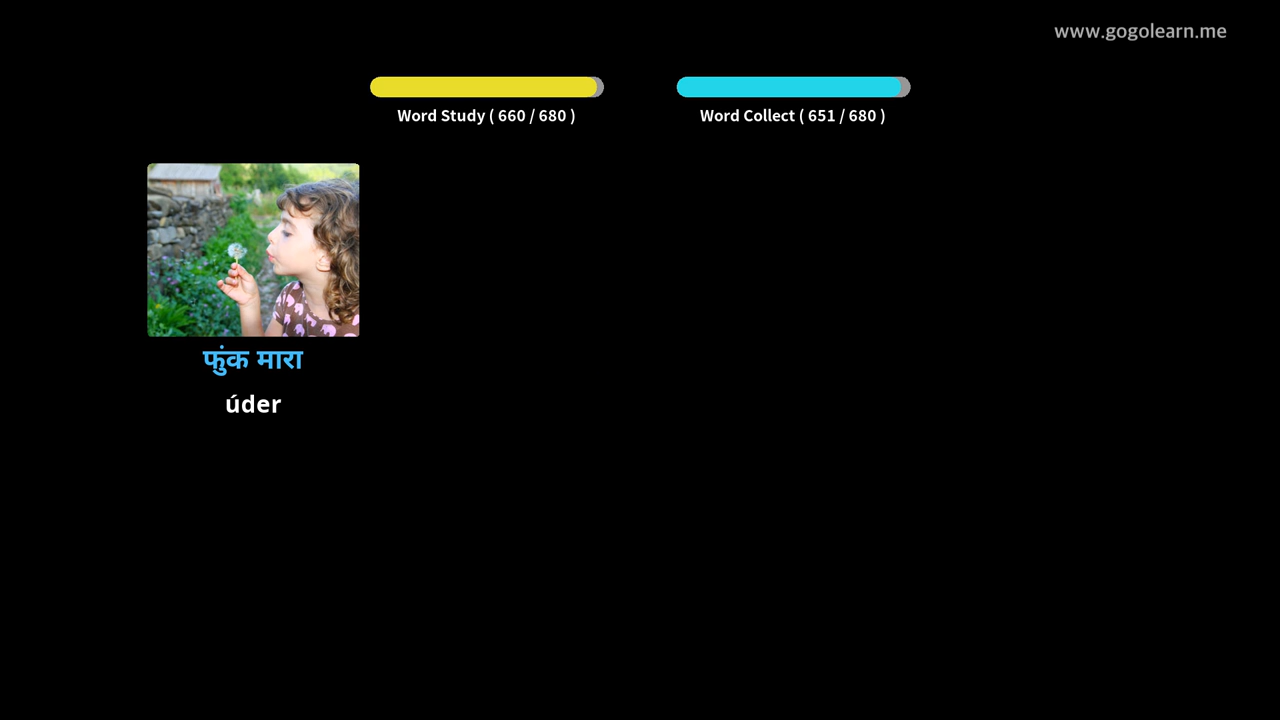 www.gogolearn.me
Word Study ( 660 / 680 )
Word Collect ( 651 / 680 )
फुंक मारा
úder